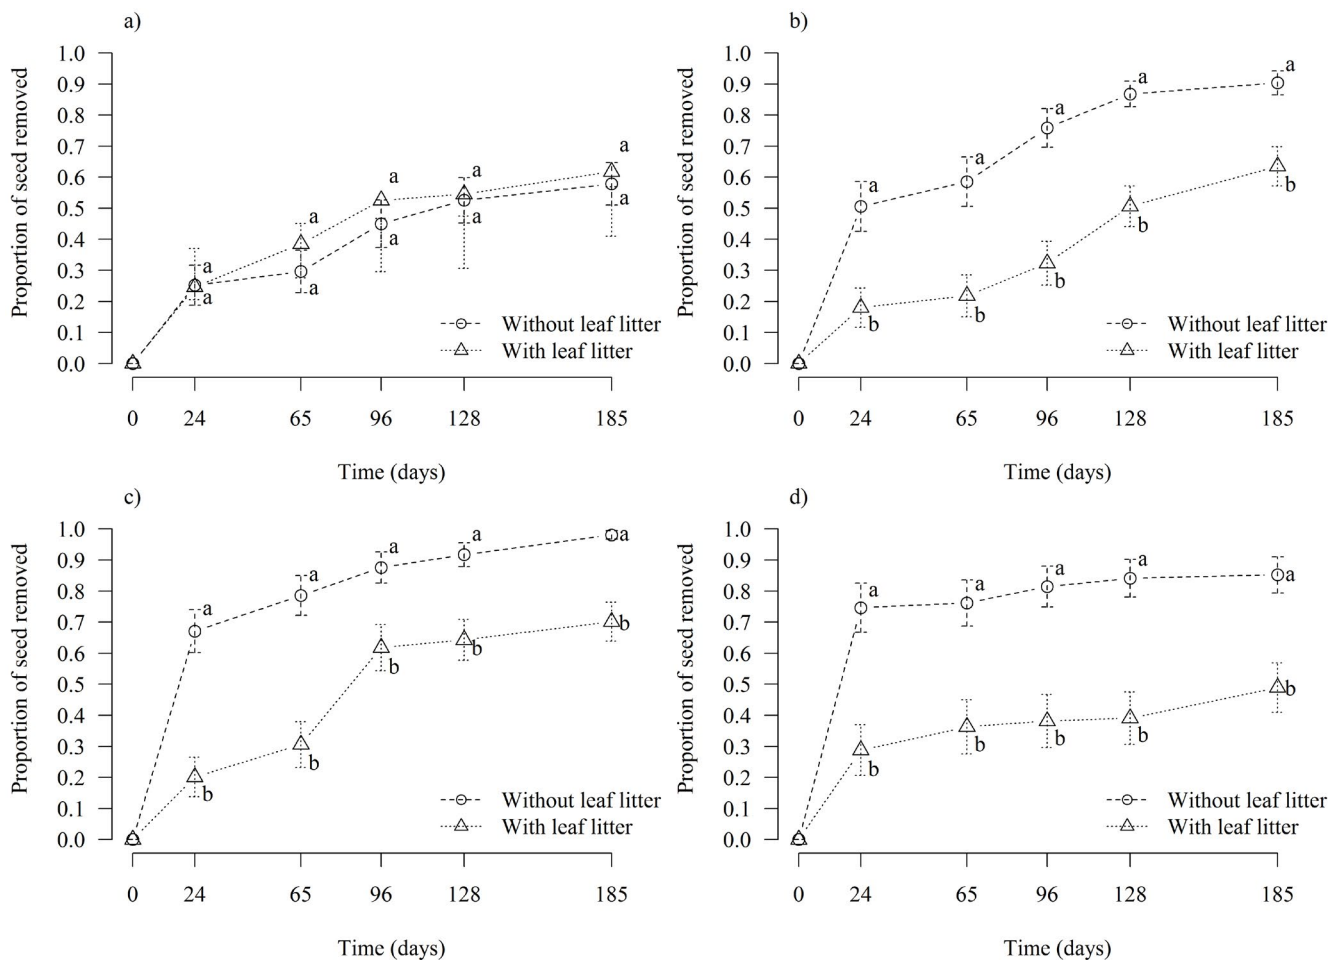 a)
Proportion of seed removed
1.0
0.9
0.8
0.7
0.6
0.5
0.4
0.3
0.2
0.1
0.0
a
a
a
a
a
a
a
a
a
a
Without leaf litter
With leaf litter
0 24 65 96 128 185
Time (days)
b)
Proportion of seed removed
1.0
0.9
0.8
0.7
0.6
0.5
0.4
0.3
0.2
0.1
0.0
a
a
a
a
a
b
b
b
b
b
Without leaf litter
With leaf litter
0 24 65 96 128 185
Time (days)
c)
Proportion of seed removed
1.0
0.9
0.8
0.7
0.6
0.5
0.4
0.3
0.2
0.1
0.0
a
a
a
a
a
b
b
b
b
b
Without leaf litter
With leaf litter
0 24 65 96 128 185
Time (days)
d)
Proportion of seed removed
1.0
0.9
0.8
0.7
0.6
0.5
0.4
0.3
0.2
0.1
0.0
a
a
a
a
a
b
b
b
b
b
Without leaf litter
With leaf litter
0 24 65 96 128 185
Time (days)